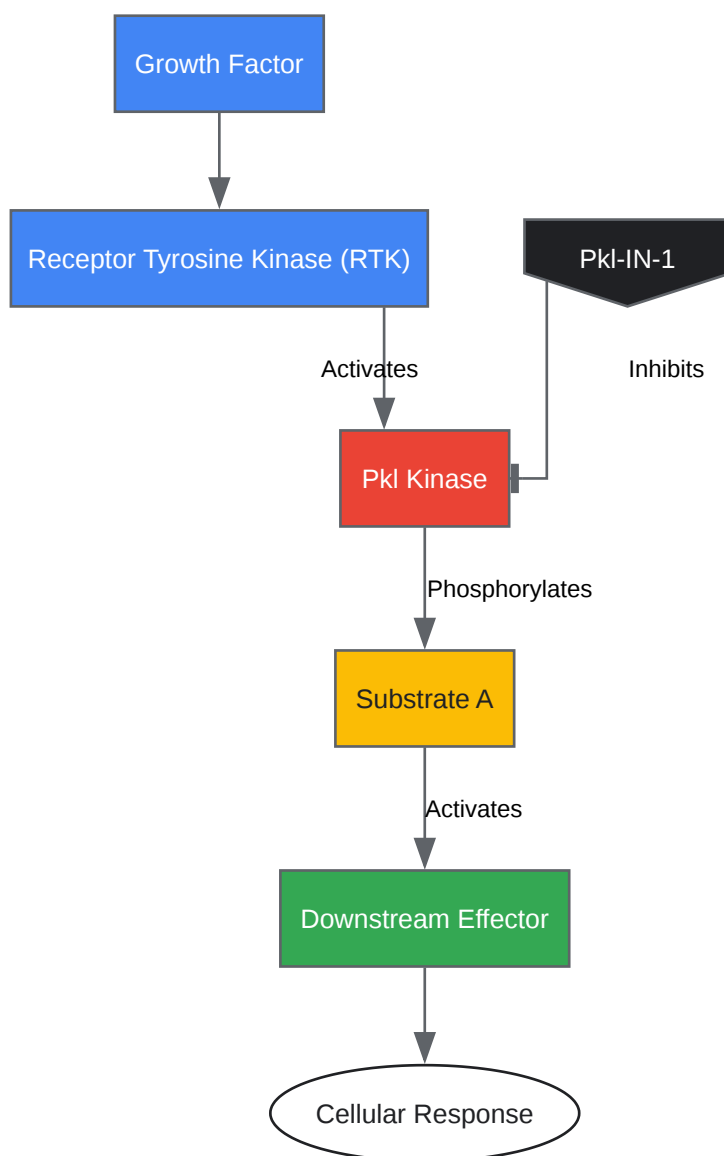 Growth Factor
Receptor Tyrosine Kinase (RTK)
Pkl-IN-1
Activates
Inhibits
Pkl Kinase
Phosphorylates
Substrate A
Activates
Downstream Effector
Cellular Response